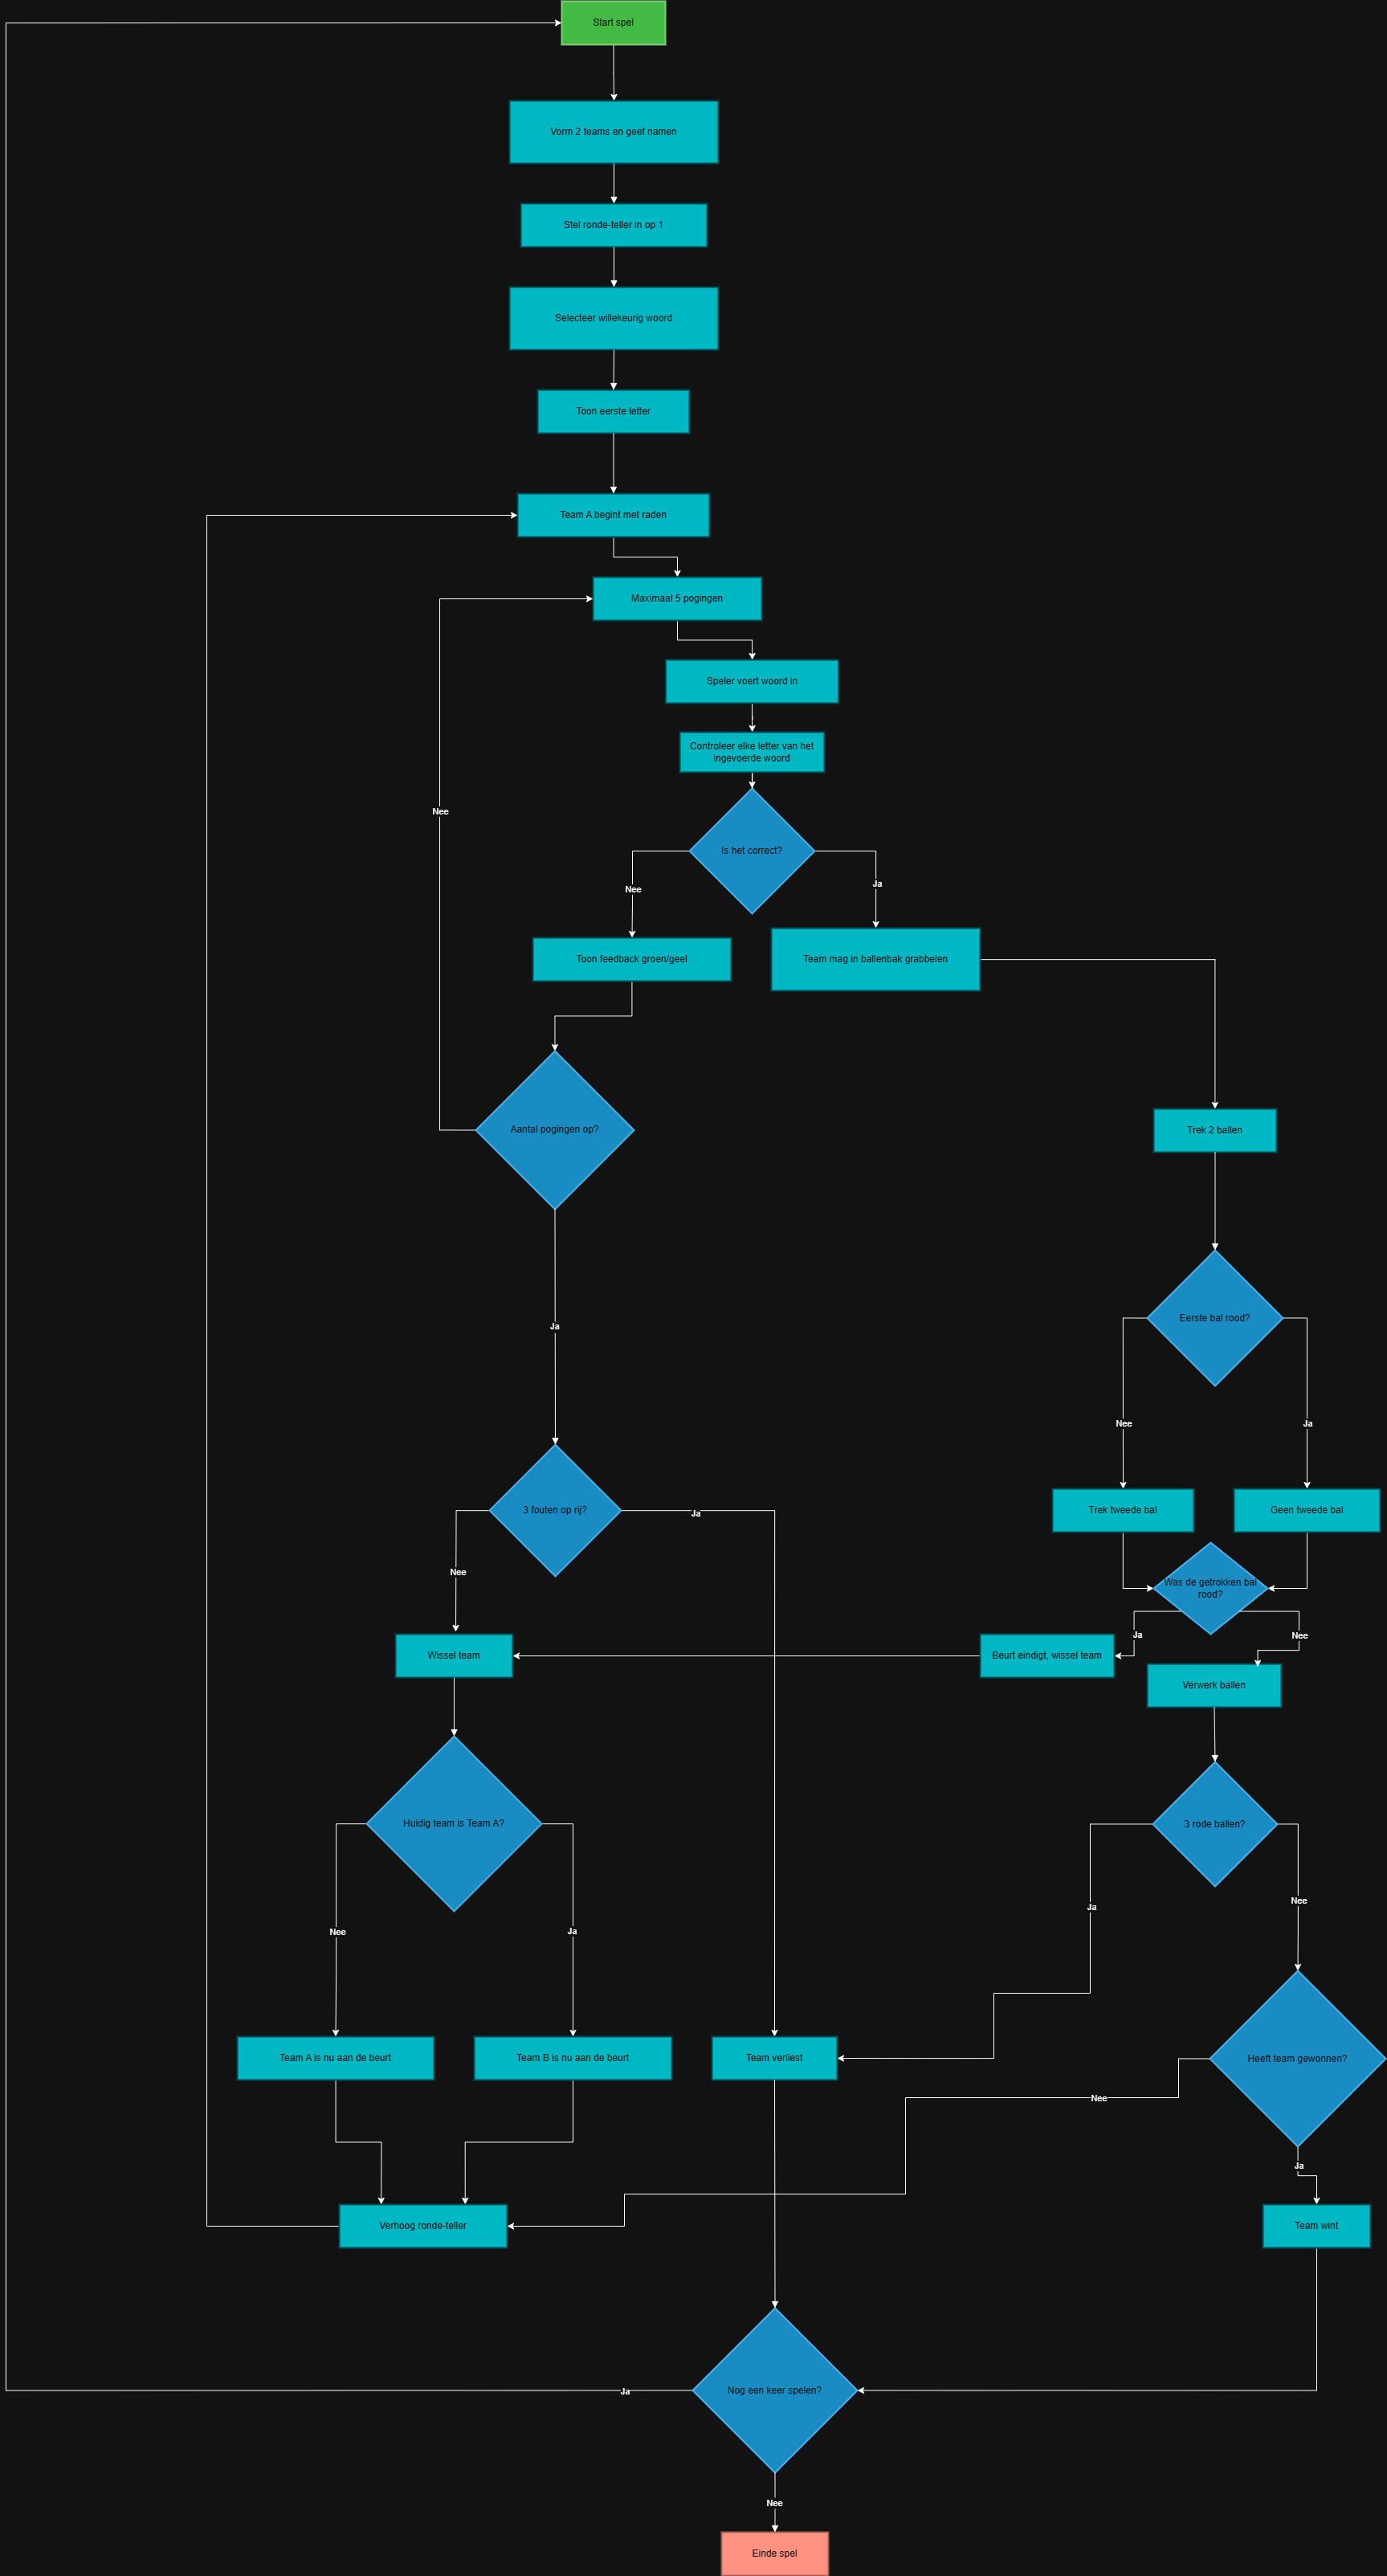 Start spel
Vorm 2 teams en geef namen
Stel ronde-teller in op 1
Selecteer willekeurig woord
Toon eerste letter
Team A begint met raden
Maximaal 5 pogingen
Speler voert woord in
Controleer elke letter van het
ingevoerde woord
Nee
Is het correct?
Nee
Ja
Toon feedback groen/geel
Team mag in ballenbak grabbelen
Aantal pogingen op?
Trek 2 ballen
Ja
Eerste bal rood?
Nee
Ja
3 fouten op rij?
Ja
Trek tweede bal
Geen tweede bal
Nee
Was de getrokken bal
rood?
Ja
Nee
Wissel team
Beurt eindigt, wissel team
Verwerk ballen
Huidig team is Team A?
3 rode ballen?
Nee
Ja
Ja
Nee
Team A is nu aan de beurt
Team B is nu aan de beurt
Team verliest
Heeft team gewonnen?
Nee
Ja
Verhoog ronde-teller
Team wint
Nog een keer spelen?
Ja
Nee
Einde spel